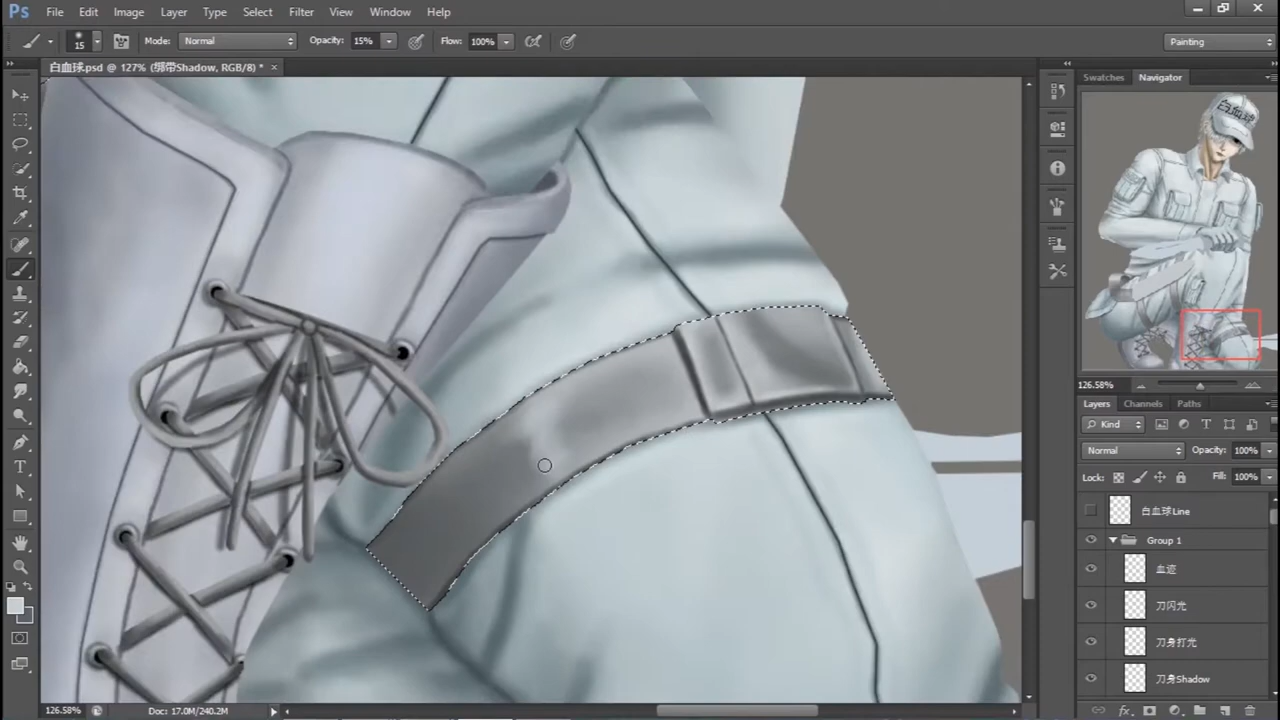 Ps File Edit Image Layer Type Select Filter View Window Help
15 Mode: Normal Opacity: 15% Flow: 100% Painting
白血球.psd @ 127% (绑带Shadow, RGB/8) * ×
Swatches Navigator
白血球
126.58%
Layers Channels Paths
Kind
Normal Opacity: 100%
Lock: Fill: 100%
白血球Line
Group 1
血迹
刀闪光
刀身打光
刀身Shadow
126.58% Doc: 17.0M/240.2M